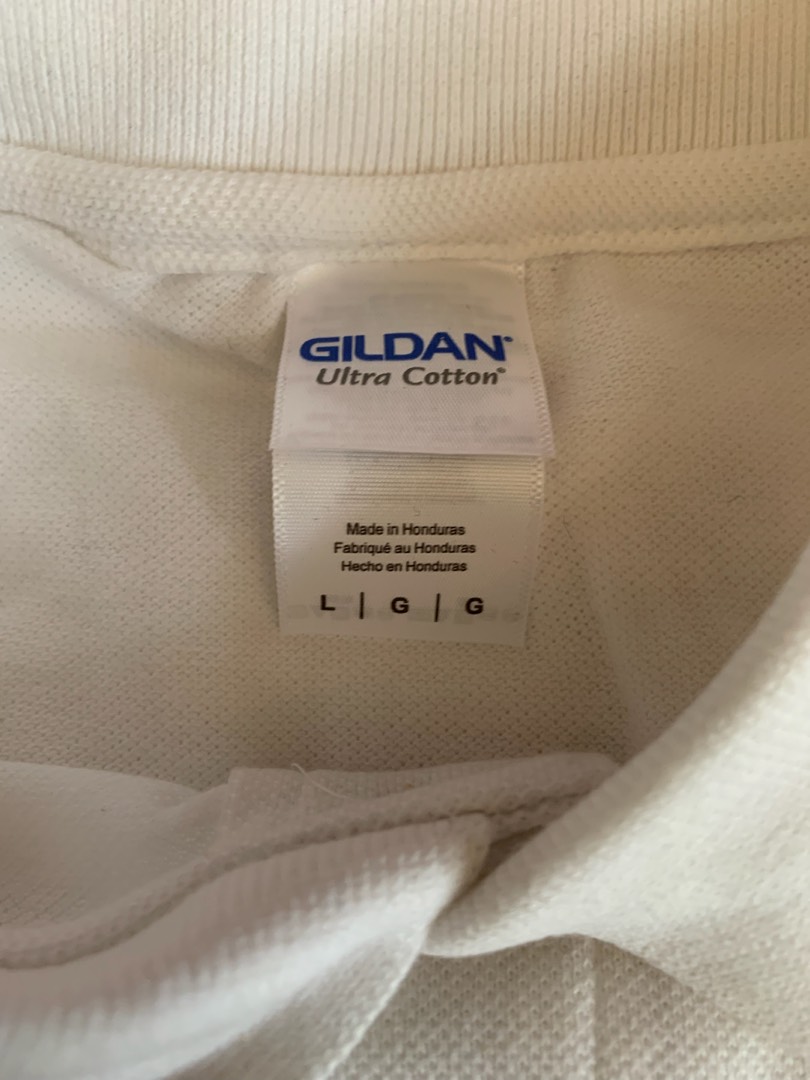 GILDAN®
Ultra Cotton®
Made in Honduras
Fabriqué au Honduras
Hecho en Honduras
L | G | G